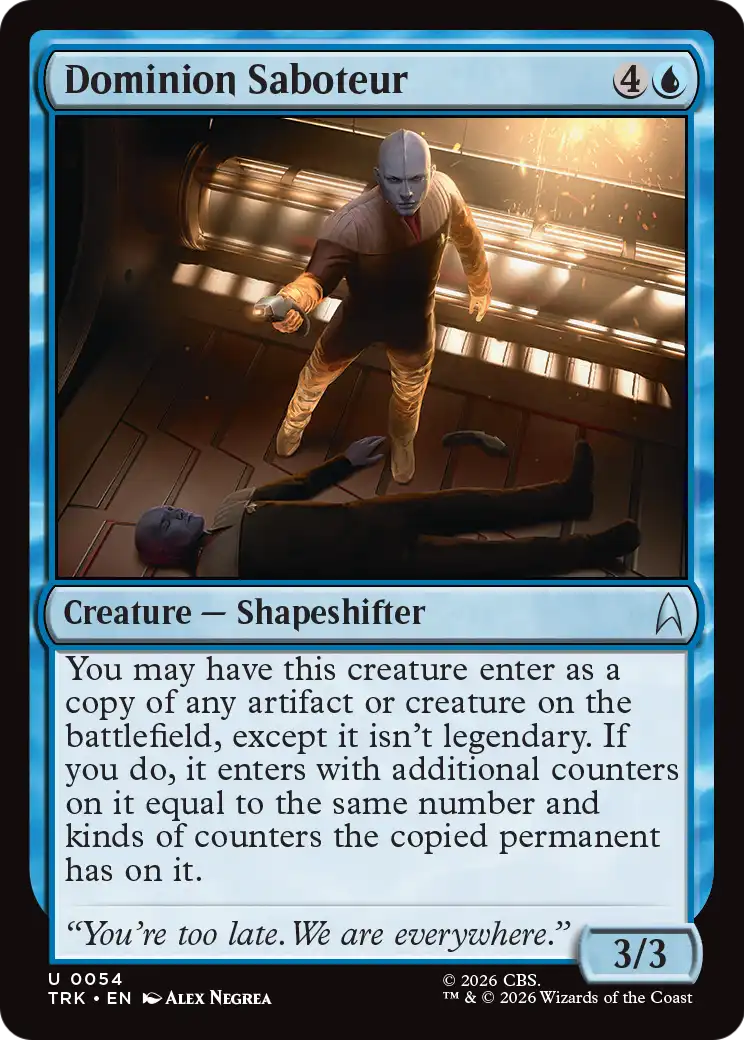 Dominion Saboteur 4
Creature — Shapeshifter
You may have this creature enter as a
copy of any artifact or creature on the
battlefield, except it isn't legendary. If
you do, it enters with additional counters
on it equal to the same number and
kinds of counters the copied permanent
has on it.
“You're too late. We are everywhere.”
3/3
U 0054
TRK • EN Alex Negrea
© 2026 CBS.
™ & © 2026 Wizards of the Coast